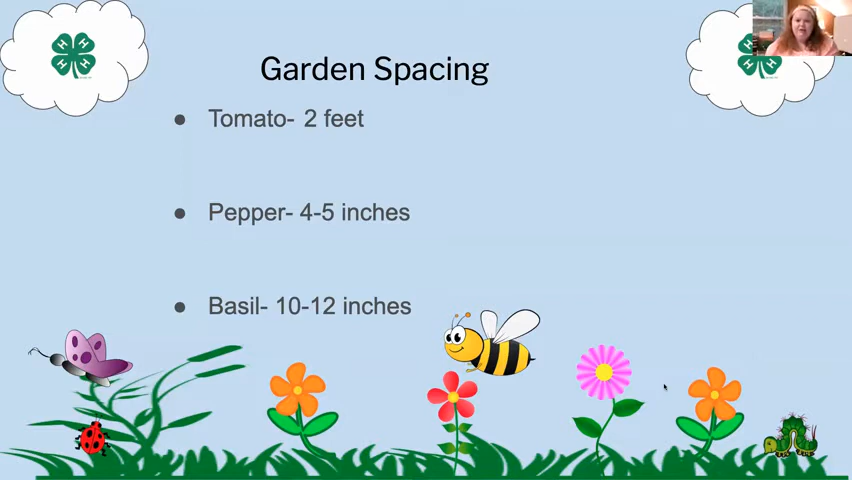 H H
H H
H
H
Garden Spacing
● Tomato- 2 feet
● Pepper- 4-5 inches
● Basil- 10-12 inches